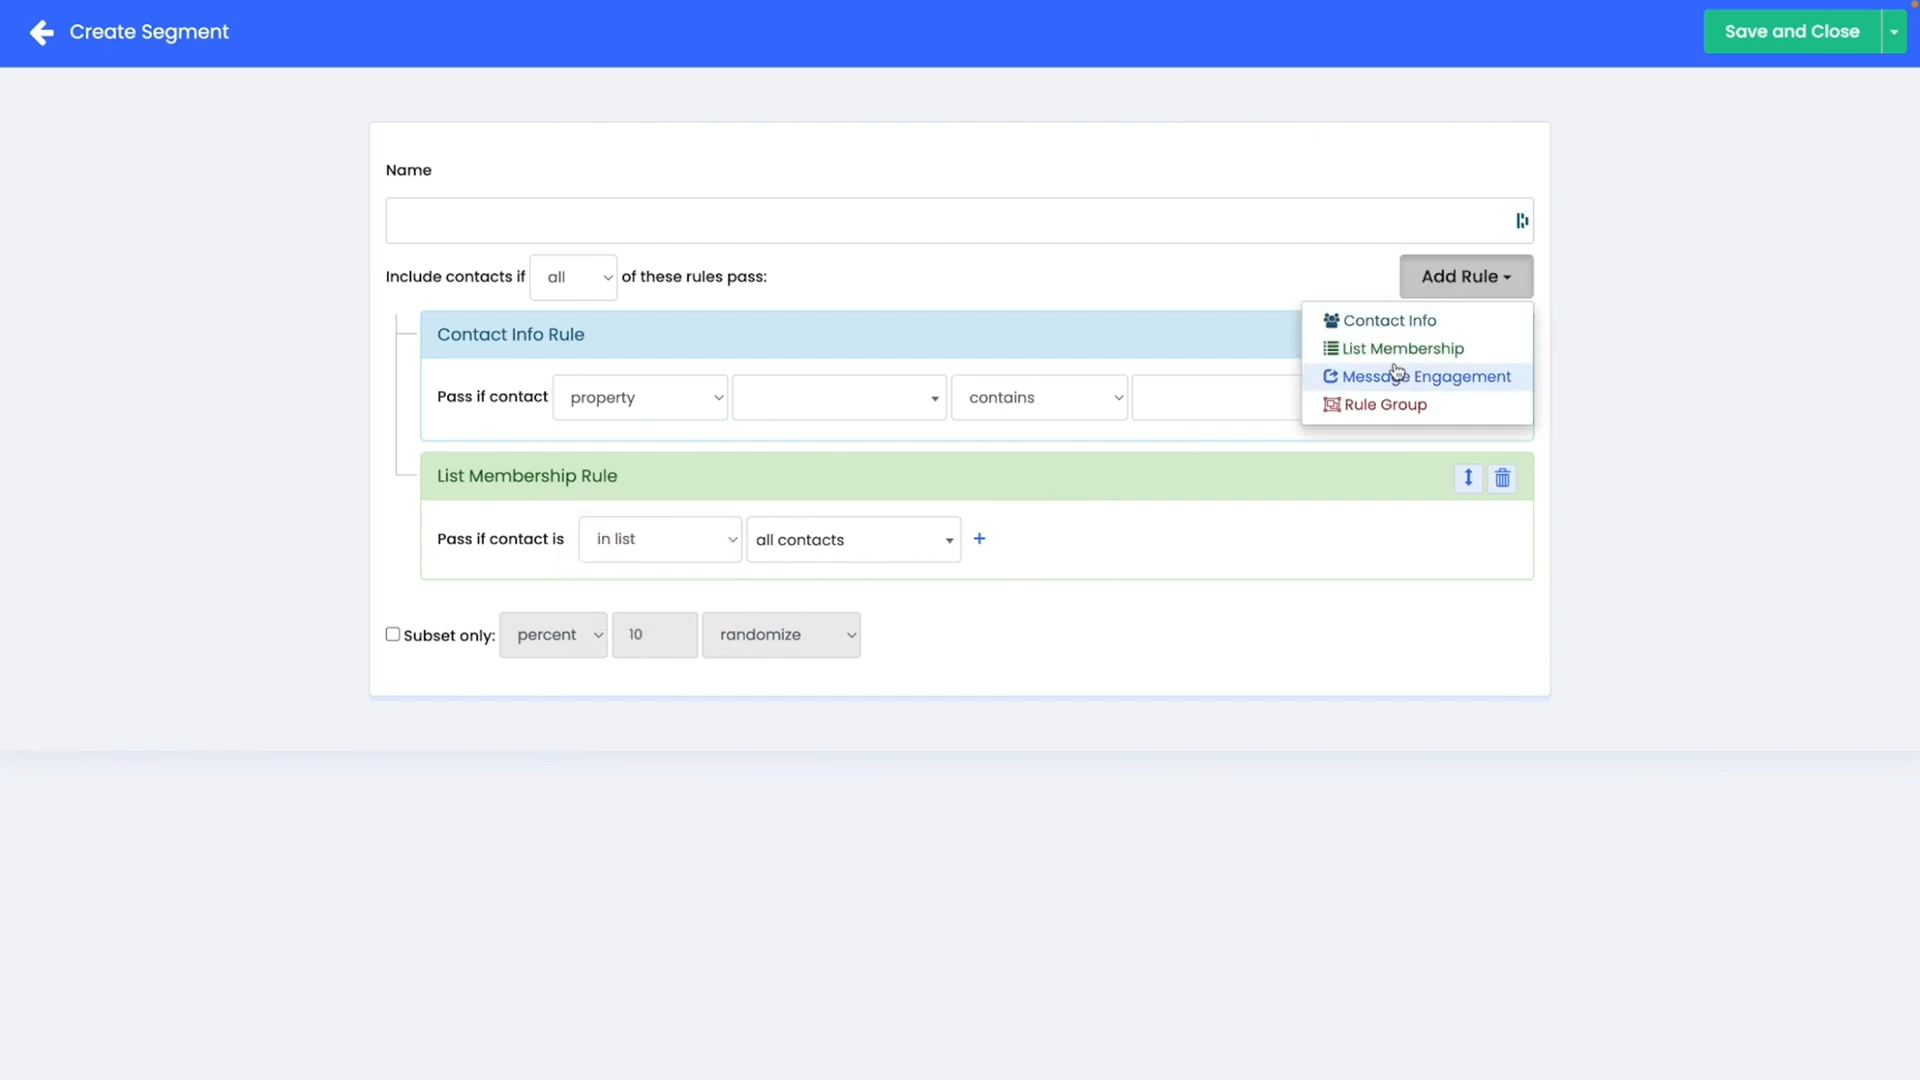 Create Segment
Save and Close
Name
Include contacts if all of these rules pass:
Add Rule
Contact Info
List Membership
Message Engagement
Rule Group
Contact Info Rule
Pass if contact property contains
List Membership Rule
Pass if contact is in list all contacts +
Subset only: percent 10 randomize